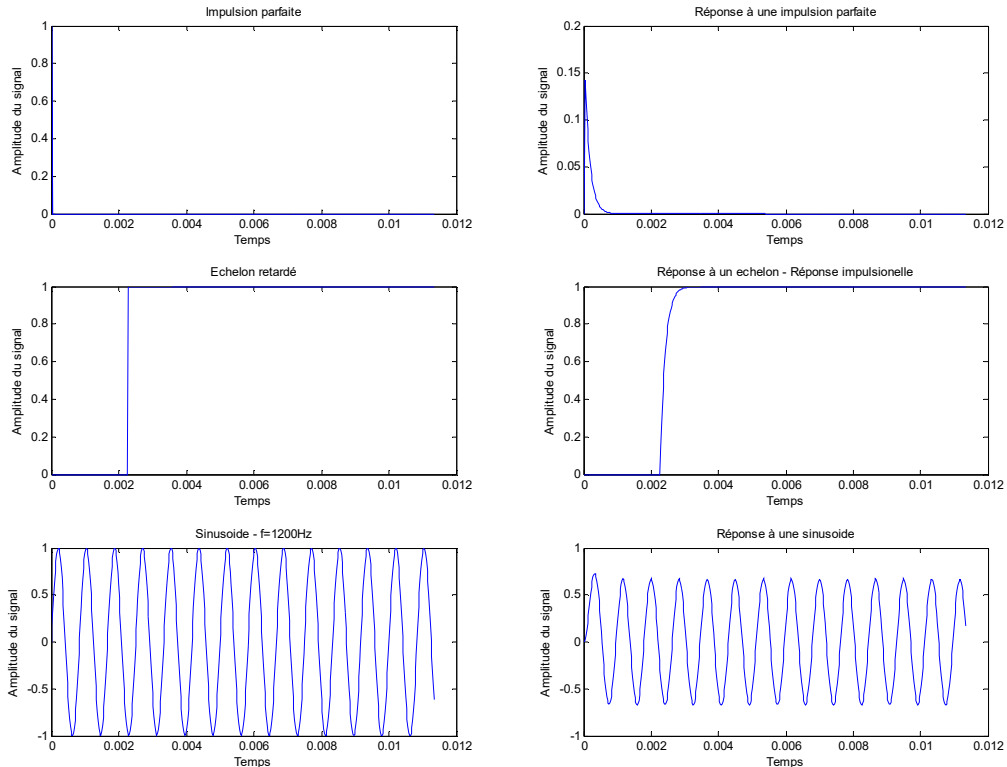 Impulsion parfaite
1
0.8
0.6
0.4
0.2
0
Amplitude du signal
0 0.002 0.004 0.006 0.008 0.01 0.012
Temps
Réponse à une impulsion parfaite
0.2
0.15
0.1
0.05
0
Amplitude du signal
0 0.002 0.004 0.006 0.008 0.01 0.012
Temps
Echelon retardé
1
0.8
0.6
0.4
0.2
0
Amplitude du signal
0 0.002 0.004 0.006 0.008 0.01 0.012
Temps
Réponse à un echelon - Réponse impulsionelle
1
0.8
0.6
0.4
0.2
0
Amplitude du signal
0 0.002 0.004 0.006 0.008 0.01 0.012
Temps
Sinusoide - f=1200Hz
1
0.5
0
-0.5
-1
Amplitude du signal
0 0.002 0.004 0.006 0.008 0.01 0.012
Temps
Réponse à une sinusoide
1
0.5
0
-0.5
-1
Amplitude du signal
0 0.002 0.004 0.006 0.008 0.01 0.012
Temps